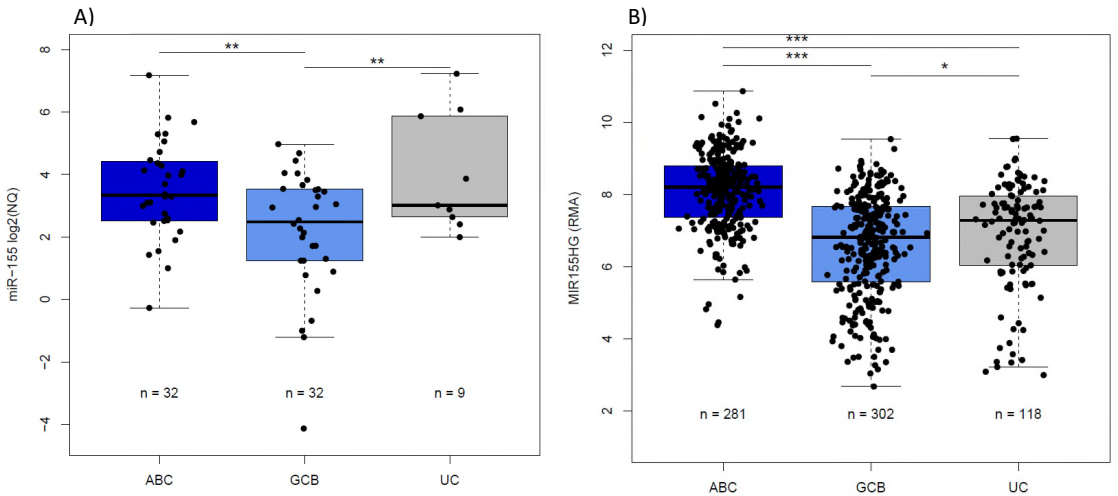 A)
miR−155 log2(NQ)
8
6
4
2
0
−2
−4
**
**
n = 32
n = 32
n = 9
ABC
GCB
UC
B)
MIR155HG (RMA)
12
10
8
6
4
2
***
***
*
n = 281
n = 302
n = 118
ABC
GCB
UC